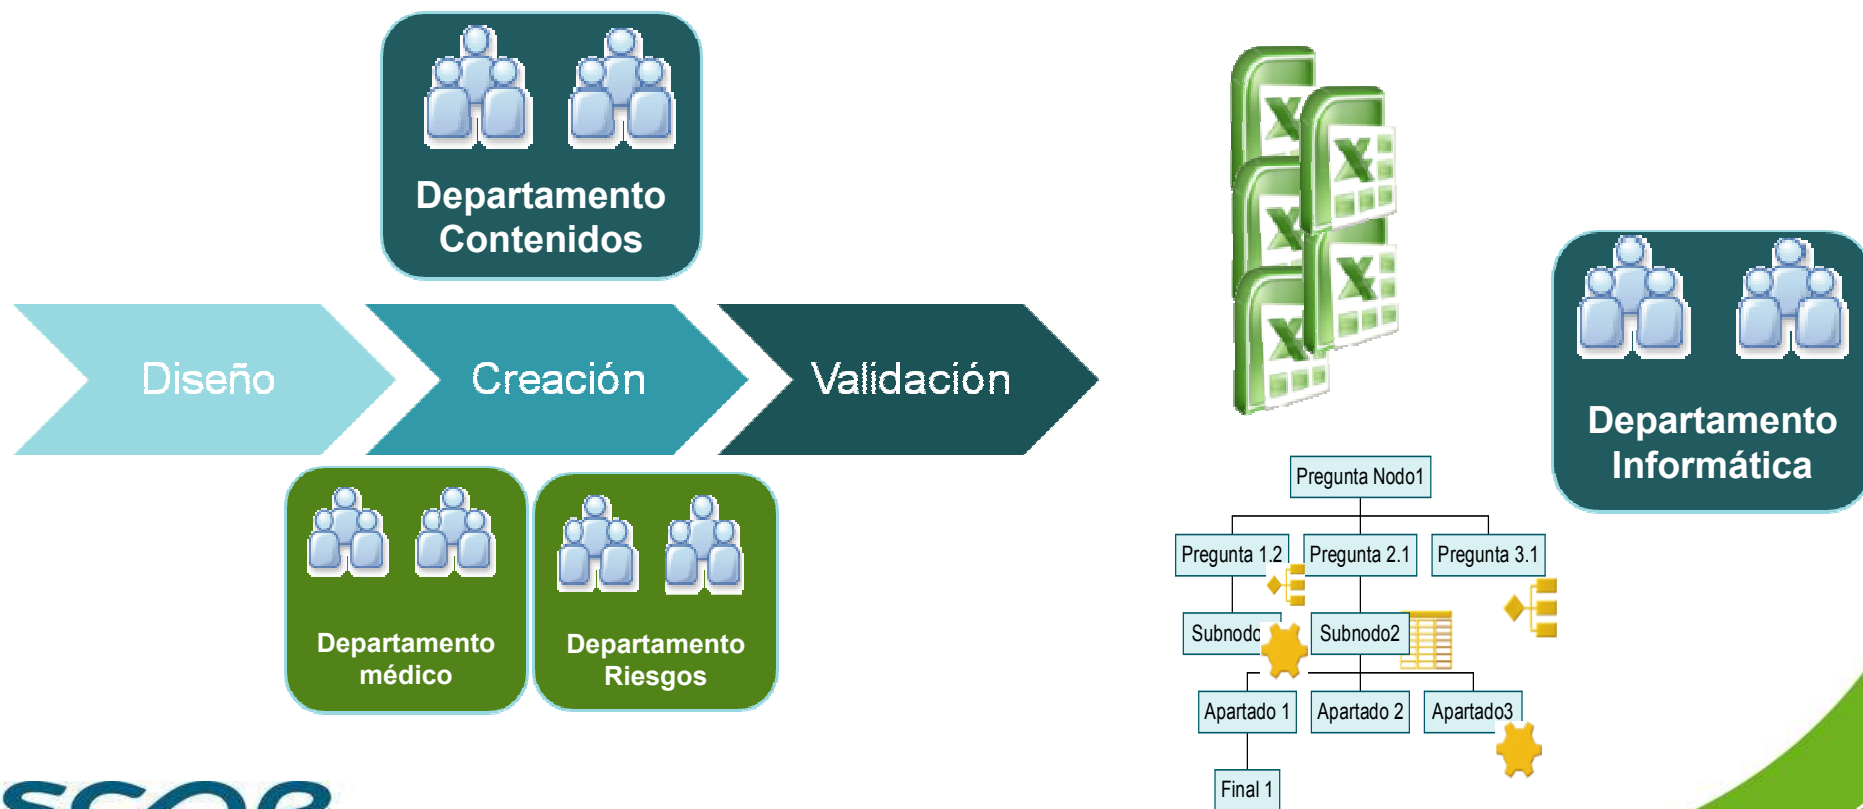 Departamento
Contenidos
Diseño
Creación
Validación
Departamento
médico
Departamento
Riesgos
Departamento
Informática
Pregunta Nodo1
Pregunta 1.2
Pregunta 2.1
Pregunta 3.1
Subnodo
Subnodo2
Apartado 1
Apartado 2
Apartado3
Final 1